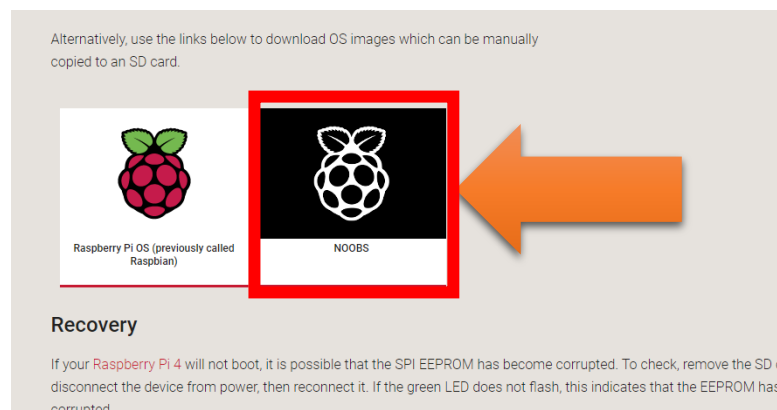 Alternatively, use the links below to download OS images which can be manually
copied to an SD card.
Raspberry Pi OS (previously called
Raspbian)
NOOBS
Recovery
If your Raspberry Pi 4 will not boot, it is possible that the SPI EEPROM has become corrupted. To check, remove the SD
disconnect the device from power, then reconnect it. If the green LED does not flash, this indicates that the EEPROM has
corrupted